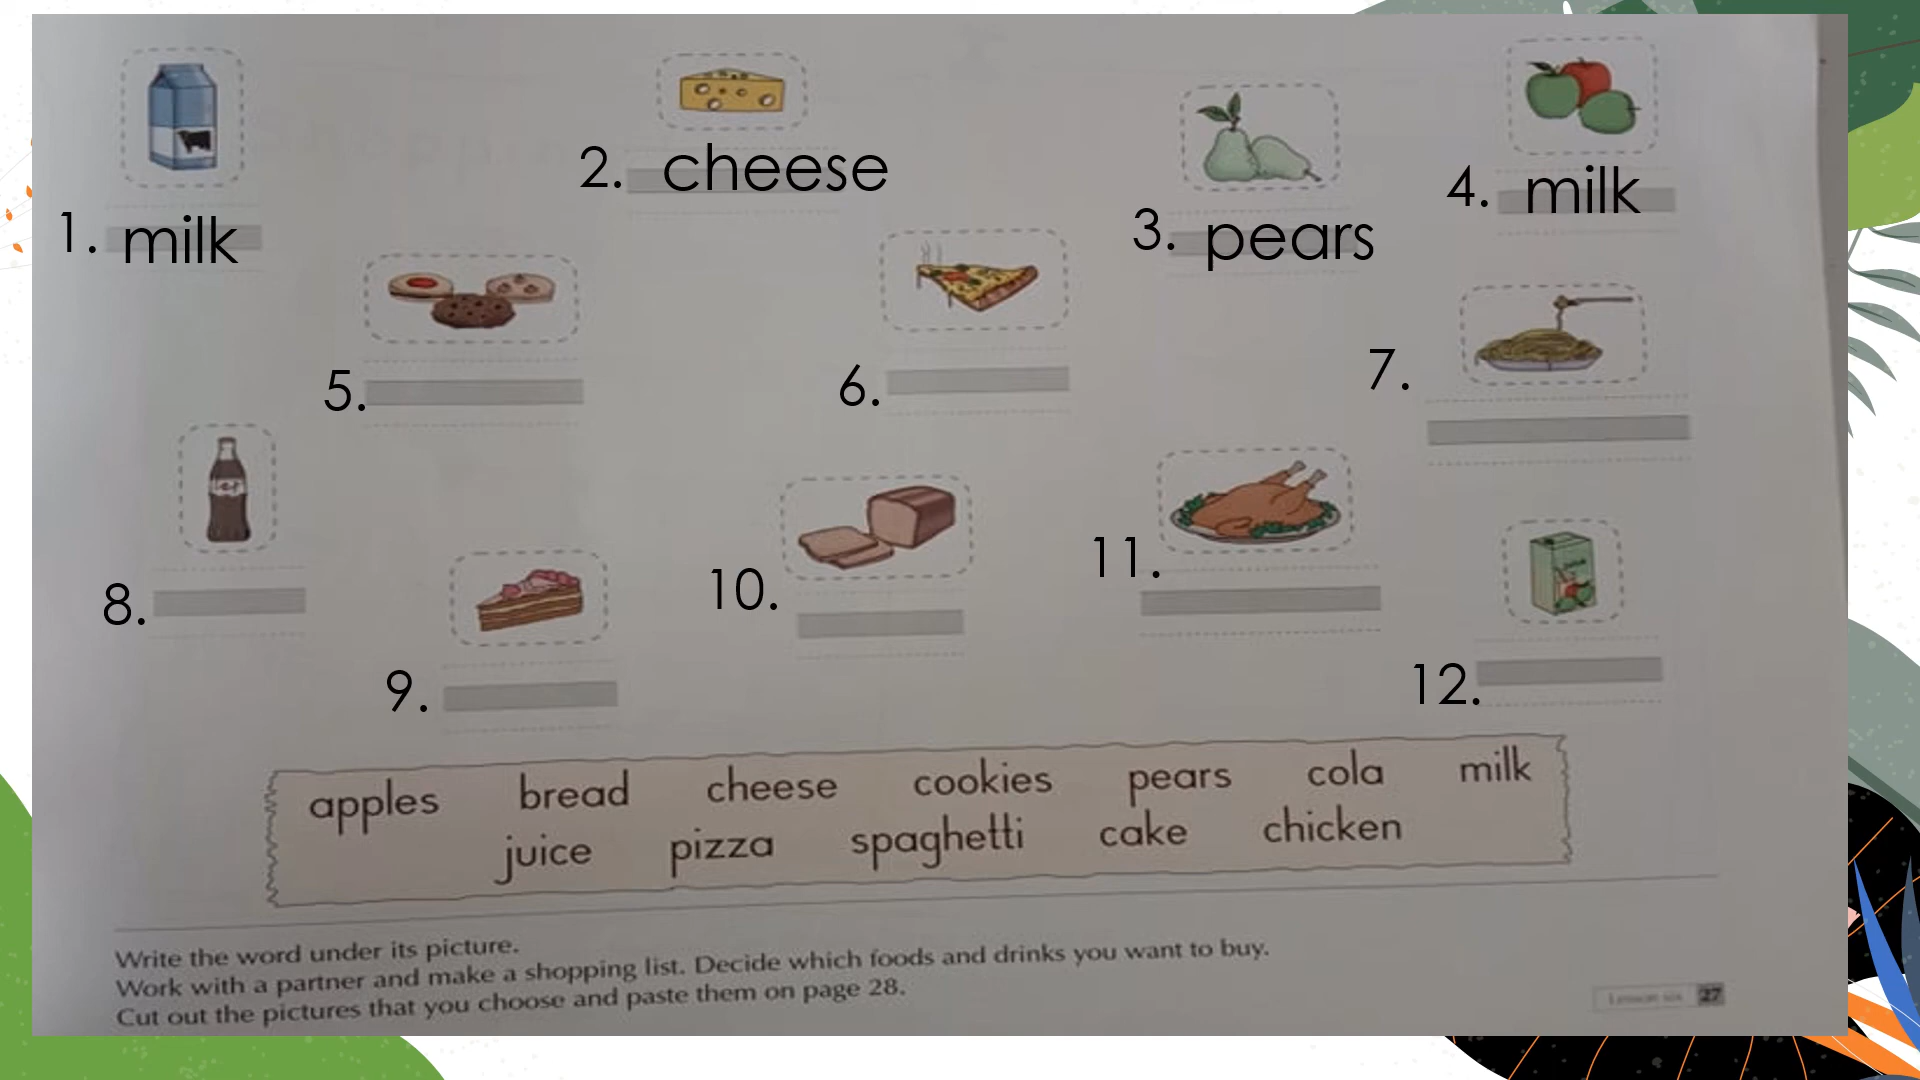 1. milk
2. cheese
3. pears
4. milk
5.
6.
7.
8.
9.
10.
11.
12.
apples bread cheese cookies pears cola milk
juice pizza spaghetti cake chicken
Write the word under its picture.
Work with a partner and make a shopping list. Decide which foods and drinks you want to buy.
Cut out the pictures that you choose and paste them on page 28.
Lesson six 27